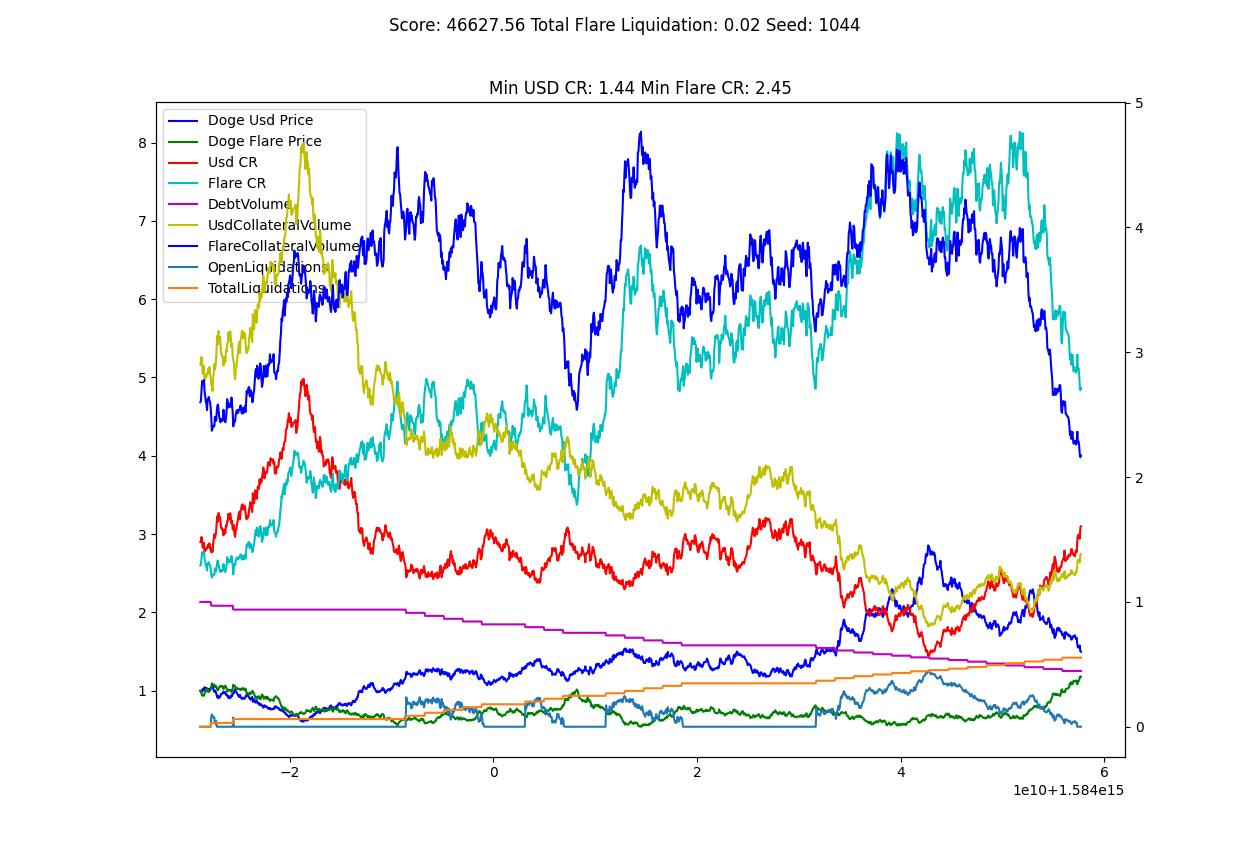 Score: 46627.56 Total Flare Liquidation: 0.02 Seed: 1044
Min USD CR: 1.44 Min Flare CR: 2.45
Doge Usd Price
Doge Flare Price
Usd CR
Flare CR
DebtVolume
UsdCollateralVolume
FlareCollateralVolume
OpenLiquidations
TotalLiquidations
8
7
6
5
4
3
2
1
5
4
3
2
1
0
−2
0
2
4
6
1e10+1.584e15